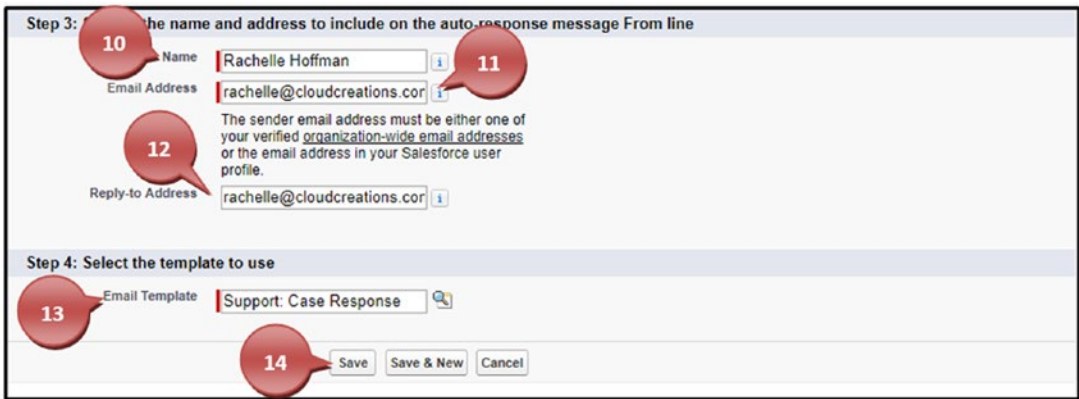 Step 3: the name and address to include on the auto-response message From line
10
Name
Rachelle Hoffman
i
11
Email Address
rachelle@cloudcreations.cor
i
The sender email address must be either one of
your verified organization-wide email addresses
or the email address in your Salesforce user
profile.
12
Reply-to Address
rachelle@cloudcreations.cor
i
Step 4: Select the template to use
Email Template
Support: Case Response
13
14
Save
Save & New
Cancel